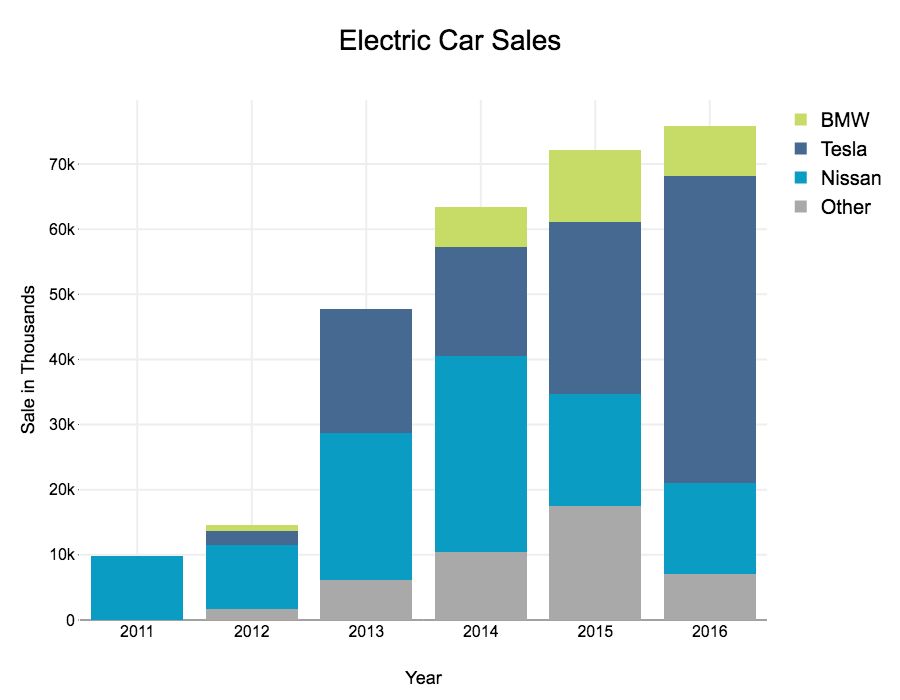 Electric Car Sales
BMW
Tesla
Nissan
Other
Sale in Thousands
70k
60k
50k
40k
30k
20k
10k
0
2011 2012 2013 2014 2015 2016
Year